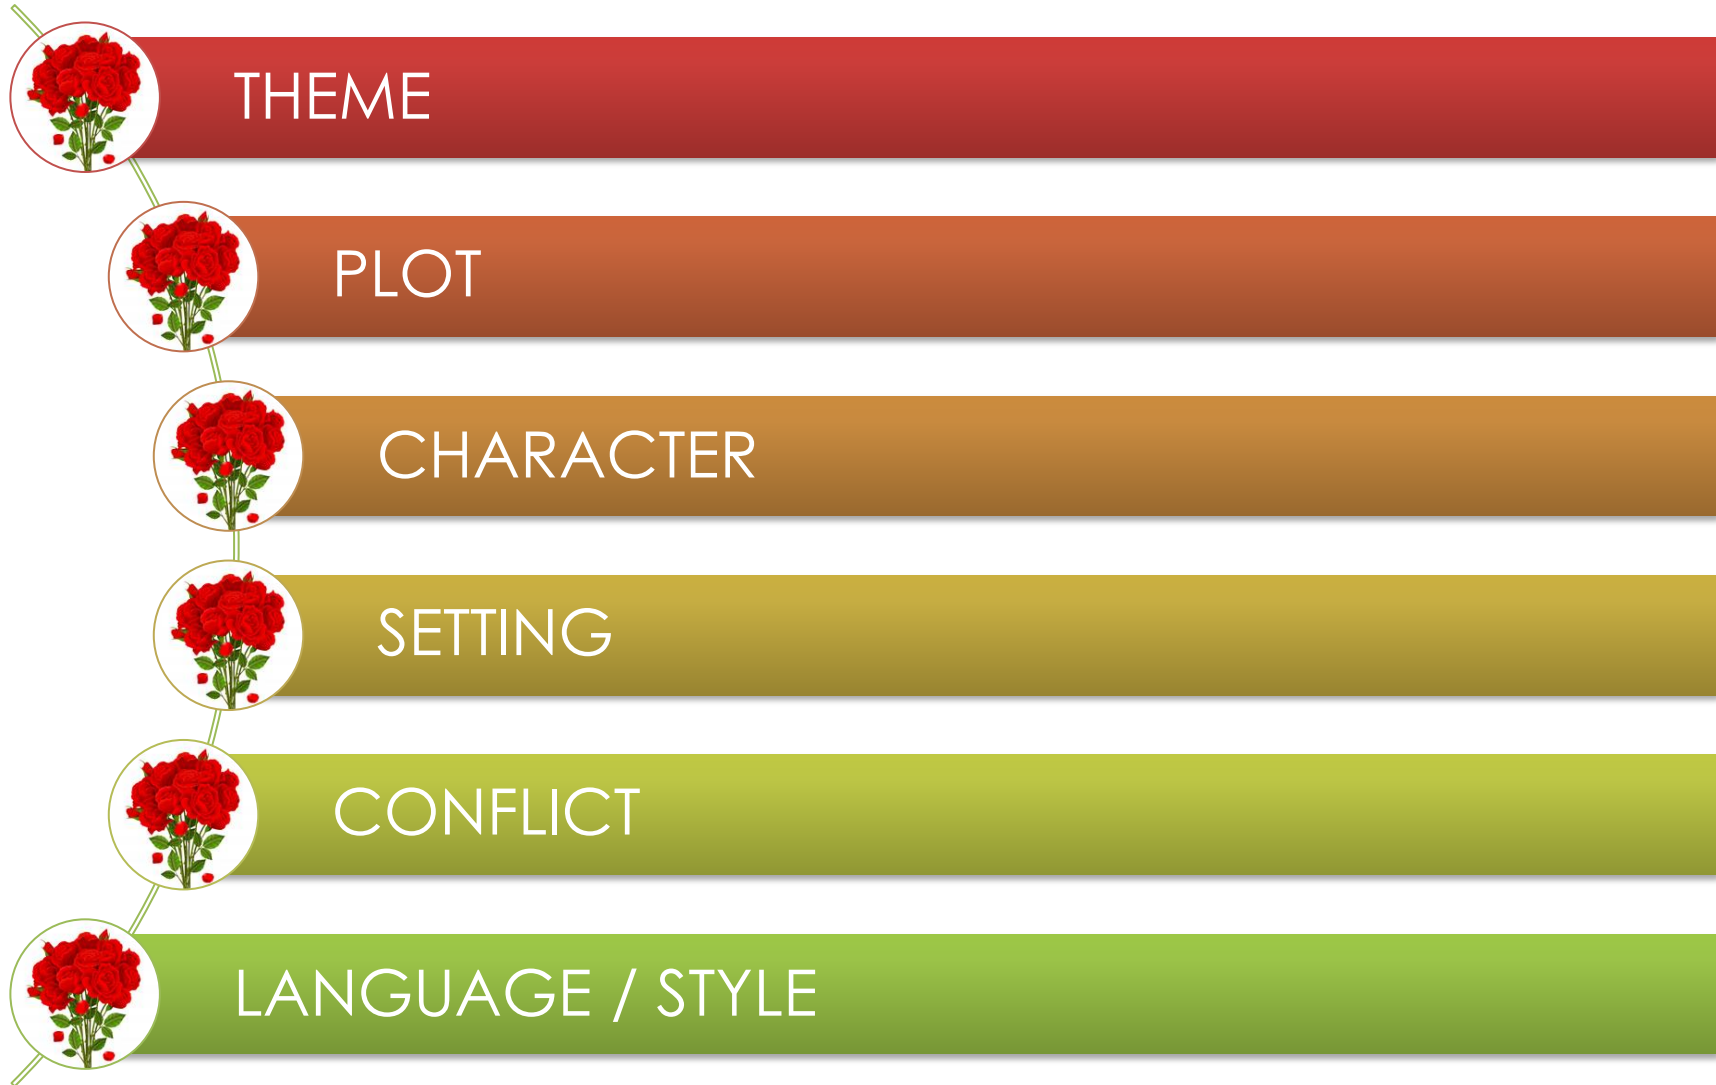 THEME
PLOT
CHARACTER
SETTING
CONFLICT
LANGUAGE / STYLE